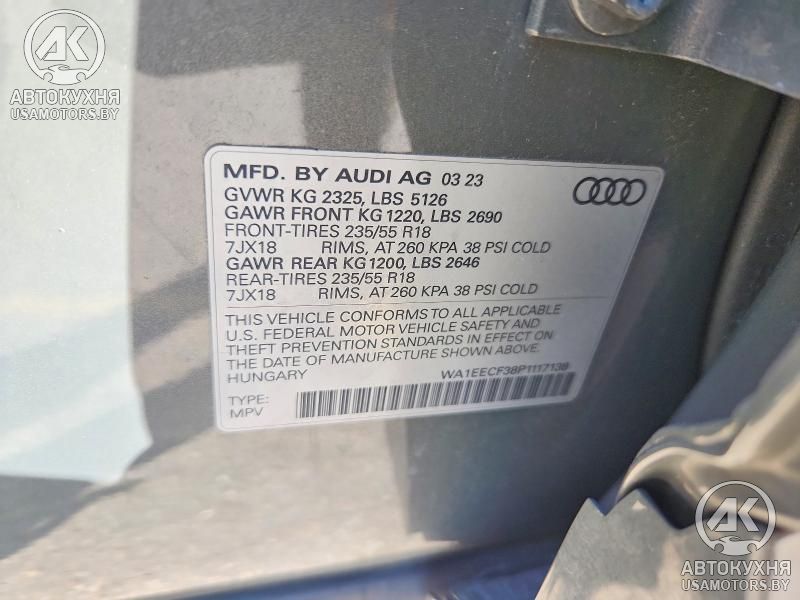 AK
АВТОКУХНЯ
USAMOTORS.BY
MFD. BY AUDI AG 03 23
GVWR KG 2325, LBS 5126
GAWR FRONT KG 1220, LBS 2690
FRONT-TIRES 235/55 R18
7JX18 RIMS, AT 260 KPA 38 PSI COLD
GAWR REAR KG 1200, LBS 2646
REAR-TIRES 235/55 R18
7JX18 RIMS, AT 260 KPA 38 PSI COLD
THIS VEHICLE CONFORMS TO ALL APPLICABLE
U.S. FEDERAL MOTOR VEHICLE SAFETY AND
THEFT PREVENTION STANDARDS IN EFFECT ON
THE DATE OF MANUFACTURE SHOWN ABOVE.
HUNGARY WA1EECF38P1117138
TYPE:
MPV
AK
АВТОКУХНЯ
USAMOTORS.BY